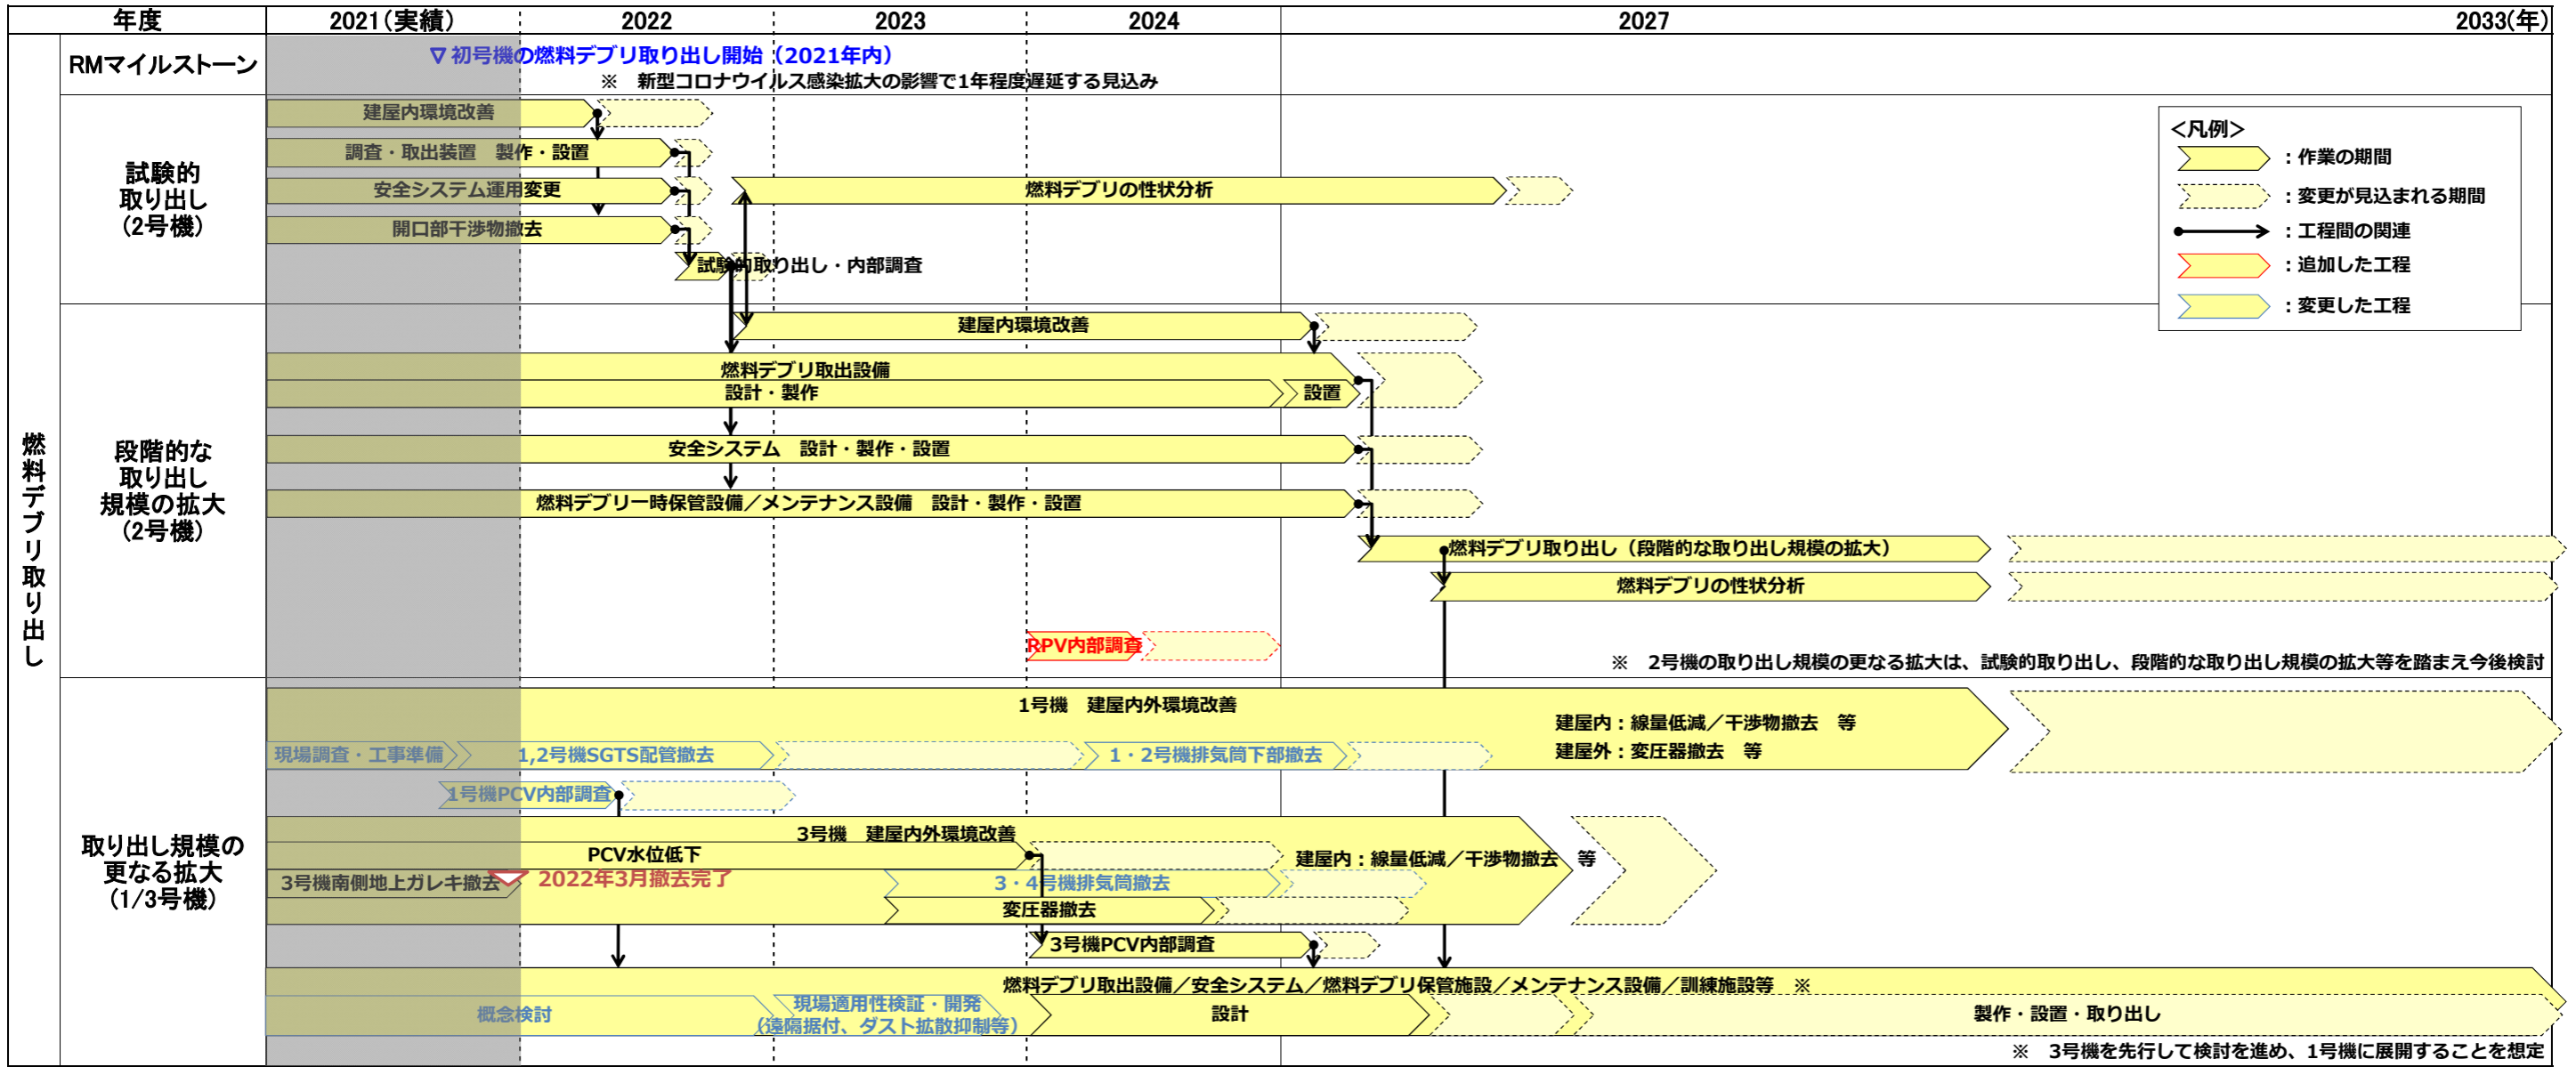 年度
2021(実績)
2022
2023
2024
2027
2033(年)
燃料デブリ取り出し
RMマイルストーン
▽ 初号機の燃料デブリ取り出し開始（2021年内）
※　新型コロナウイルス感染拡大の影響で1年程度遅延する見込み
試験的
取り出し
(2号機)
建屋内環境改善
調査・取出装置　製作・設置
安全システム運用変更
燃料デブリの性状分析
開口部干渉物撤去
試験的取り出し・内部調査
＜凡例＞
：作業の期間
：変更が見込まれる期間
：工程間の関連
：追加した工程
：変更した工程
段階的な
取り出し
規模の拡大
(2号機)
建屋内環境改善
燃料デブリ取出設備
設計・製作
設置
安全システム　設計・製作・設置
燃料デブリ一時保管設備／メンテナンス設備　設計・製作・設置
燃料デブリ取り出し（段階的な取り出し規模の拡大）
燃料デブリの性状分析
RPV内部調査
※　2号機の取り出し規模の更なる拡大は、試験的取り出し、段階的な取り出し規模の拡大等を踏まえ今後検討
取り出し規模の
更なる拡大
(1/3号機)
1号機　建屋内外環境改善
建屋内：線量低減／干渉物撤去　等
建屋外：変圧器撤去　等
現場調査・工事準備
1,2号機SGTS配管撤去
1・2号機排気筒下部撤去
1号機PCV内部調査
3号機　建屋内外環境改善
PCV水位低下
建屋内：線量低減／干渉物撤去　等
3号機南側地上ガレキ撤去
2022年3月撤去完了
3・4号機排気筒撤去
変圧器撤去
3号機PCV内部調査
燃料デブリ取出設備／安全システム／燃料デブリ保管施設／メンテナンス設備／訓練施設等　※
概念検討
現場適用性検証・開発
（遠隔据付、ダスト拡散抑制等）
設計
製作・設置・取り出し
※　3号機を先行して検討を進め、1号機に展開することを想定